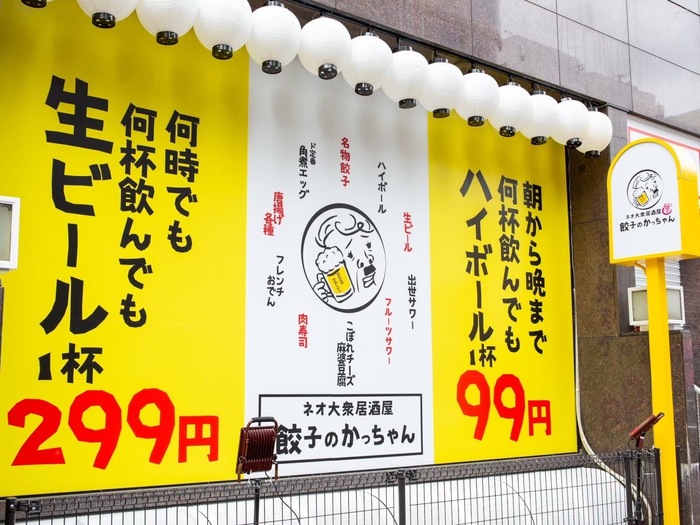 朝から晩まで
何杯飲んでも
ハイボール1杯
99円
生ビール
出世サワー
フルーツサワー
こぼれチーズ
麻婆豆腐
ハイボール
名物餃子
ド定番
角煮エッグ
唐揚げ
各種
フレンチ
おでん
肉寿司
ネオ大衆居酒屋
餃子のかっちゃん
何時でも
何杯飲んでも
生ビール1杯
299円
ネオ大衆居酒屋
餃子のかっちゃん